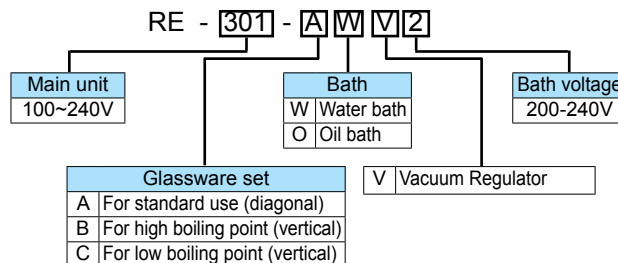 RE - 301 - A W V 2
Main unit
100~240V
Bath
W Water bath
O Oil bath
Bath voltage
200-240V
Glassware set
A For standard use (diagonal)
B For high boiling point (vertical)
C For low boiling point (vertical)
V Vacuum Regulator